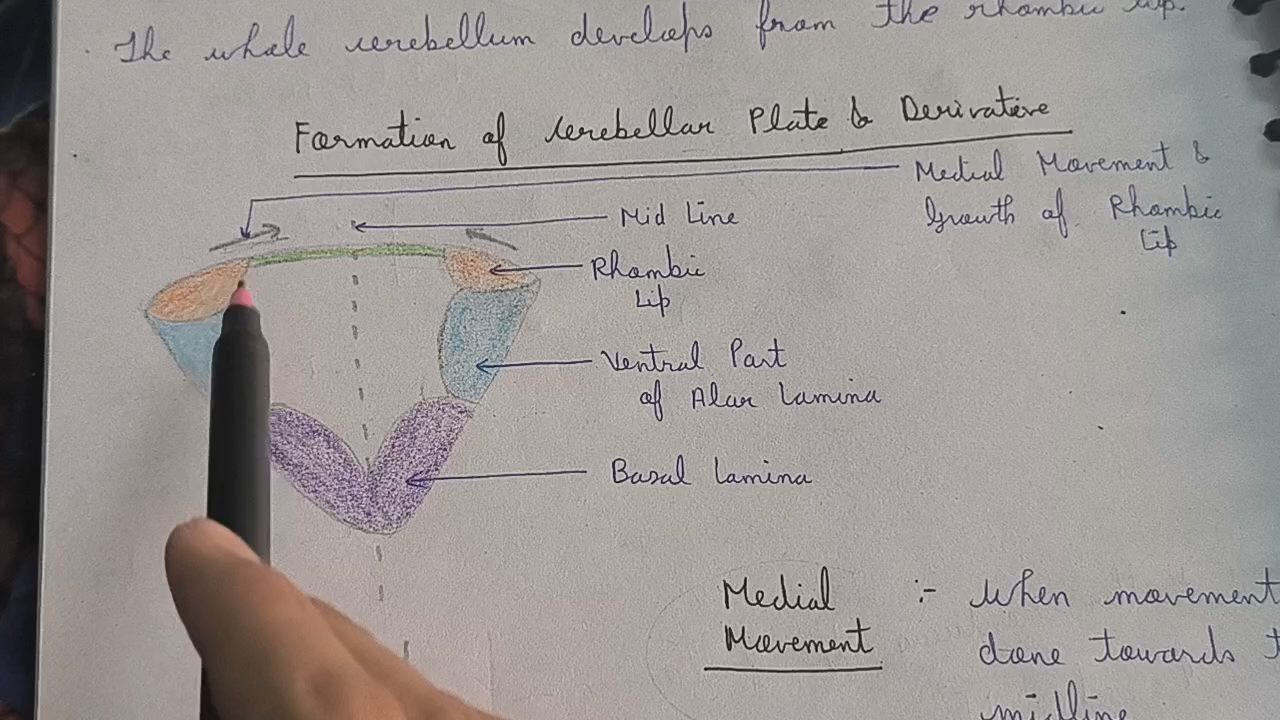 . The whole cerebellum develops from the rhombic lip.
Formation of Cerebellar Plate & Derivative
Medial Movement &
Growth of Rhombic
Lip
Mid Line
Rhombic
Lip
Ventral Part
of Alar Lamina
Basal Lamina
Medial :- When movement
Movement done towards t
midline